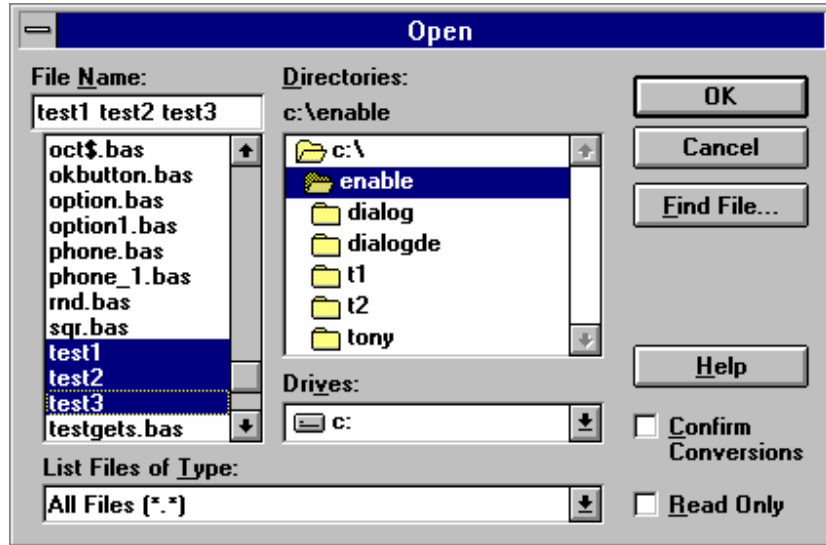 Open
File Name:
test1 test2 test3
oct$.bas
okbutton.bas
option.bas
option1.bas
phone.bas
phone_1.bas
rnd.bas
sqr.bas
test1
test2
test3
testgets.bas
List Files of Type:
All Files (*.*)
Directories:
c:\enable
c:\
enable
dialog
dialogde
t1
t2
tony
Drives:
c:
OK
Cancel
Find File...
Help
Confirm
Conversions
Read Only